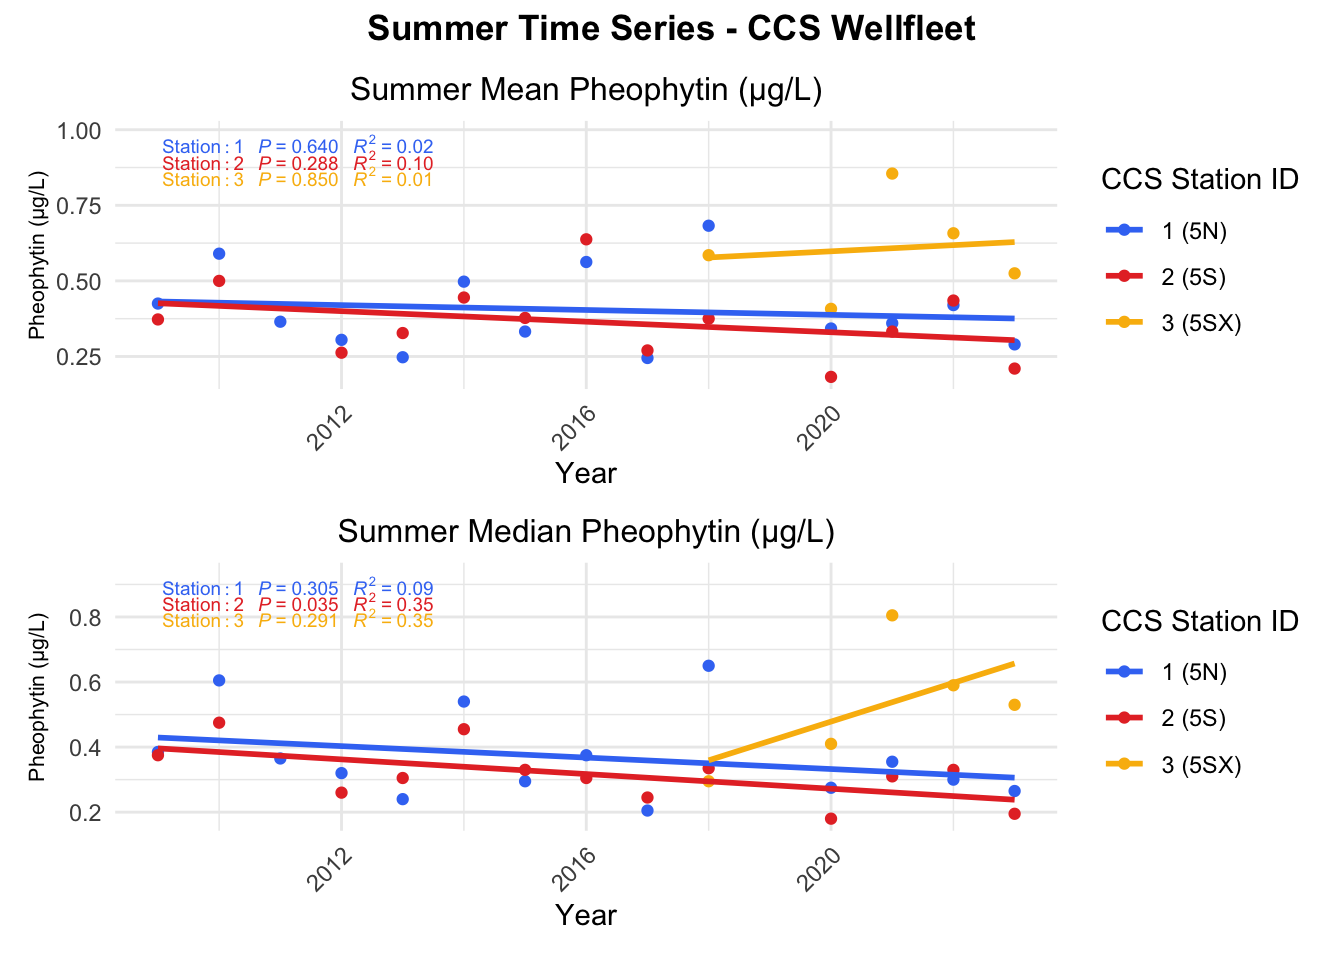 Summer Time Series - CCS Wellfleet
Summer Mean Pheophytin (µg/L)
Pheophytin (µg/L)
1.00
0.75
0.50
0.25
Station: 1 P = 0.640 R² = 0.02
Station: 2 P = 0.288 R² = 0.10
Station: 3 P = 0.850 R² = 0.01
2012
2016
2020
Year
CCS Station ID
1 (5N)
2 (5S)
3 (5SX)
Summer Median Pheophytin (µg/L)
Pheophytin (µg/L)
0.8
0.6
0.4
0.2
Station: 1 P = 0.305 R² = 0.09
Station: 2 P = 0.035 R² = 0.35
Station: 3 P = 0.291 R² = 0.35
2012
2016
2020
Year
CCS Station ID
1 (5N)
2 (5S)
3 (5SX)